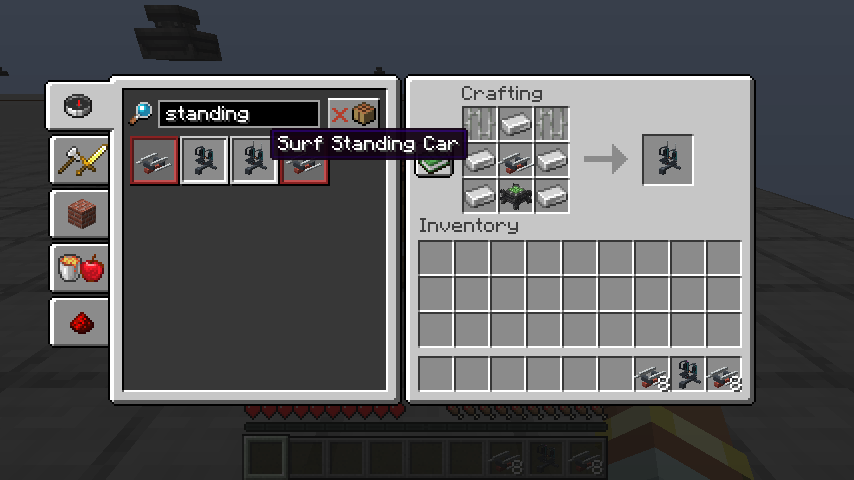 Crafting
standing
Surf Standing Car
Inventory
8
8
8
8